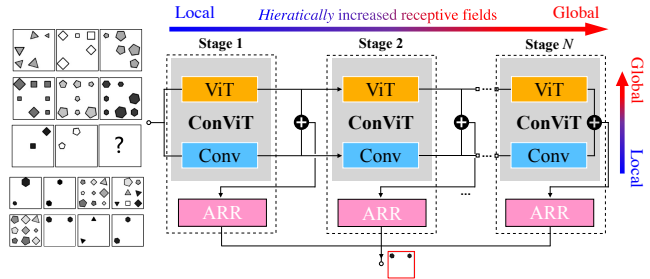 Local
Hieratically increased receptive fields
Global
Stage 1
Stage 2
Stage N
ViT
ViT
ViT
ConViT
ConViT
ConViT
Conv
Conv
Conv
+
+
+
...
...
...
?
ARR
ARR
ARR
Global
Local